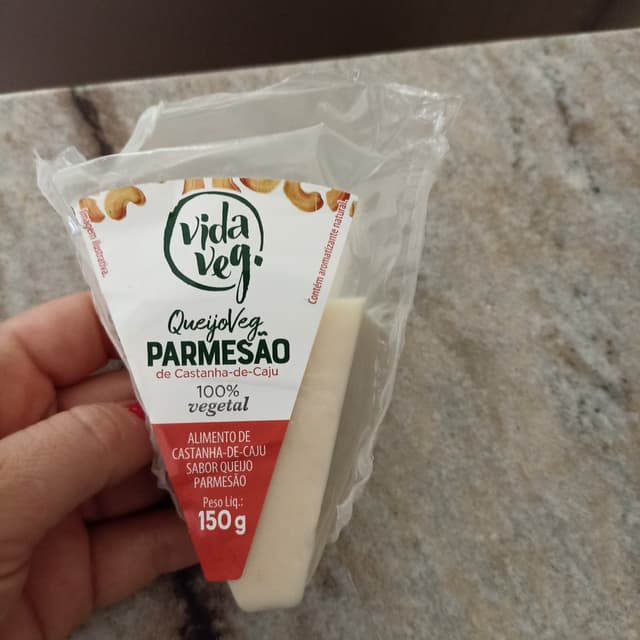 vida
veg.
Imagem ilustrativa.
Contém aromatizante natural.
QueijoVeg
PARMESÃO
de Castanha-de-Caju
100%
vegetal
ALIMENTO DE
CASTANHA-DE-CAJU
SABOR QUEIJO
PARMESÃO
Peso Liq.:
150g